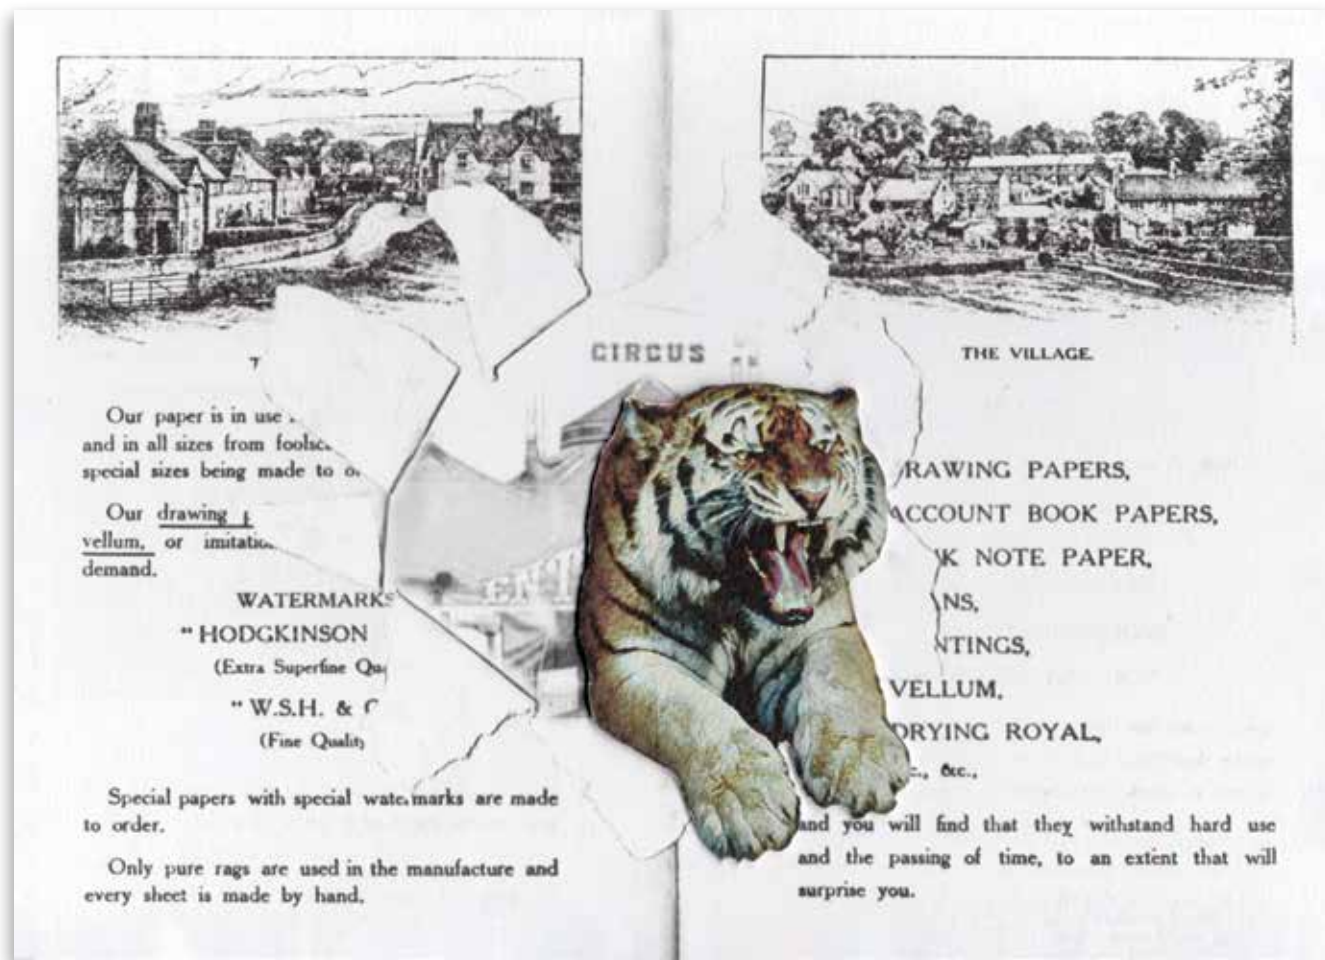 CIRCUS
THE VILLAGE.
Our paper is in use
and in all sizes from foolsc
special sizes being made to o
Our drawing p
vellum, or imitatio
demand.
WATERMARKS
"HODGKINSON
(Extra Superfine Qu
"W.S.H. & C
(Fine Quality
Special papers with special watermarks are made
to order.
Only pure rags are used in the manufacture and
every sheet is made by hand.
RAWING PAPERS,
ACCOUNT BOOK PAPERS,
K NOTE PAPER,
NS,
NTINGS,
VELLUM,
DRYING ROYAL,
c., &c.,
and you will find that they withstand hard use
and the passing of time, to an extent that will
surprise you.